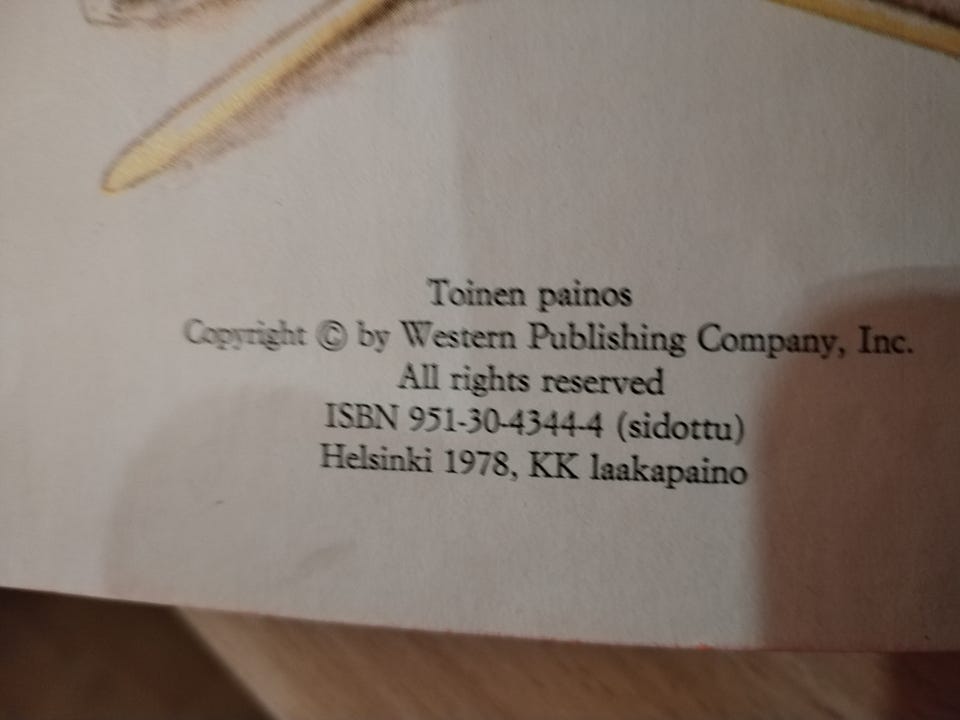 Toinen painos
Copyright © by Western Publishing Company, Inc.
All rights reserved
ISBN 951-30-4344-4 (sidottu)
Helsinki 1978, KK laakapaino